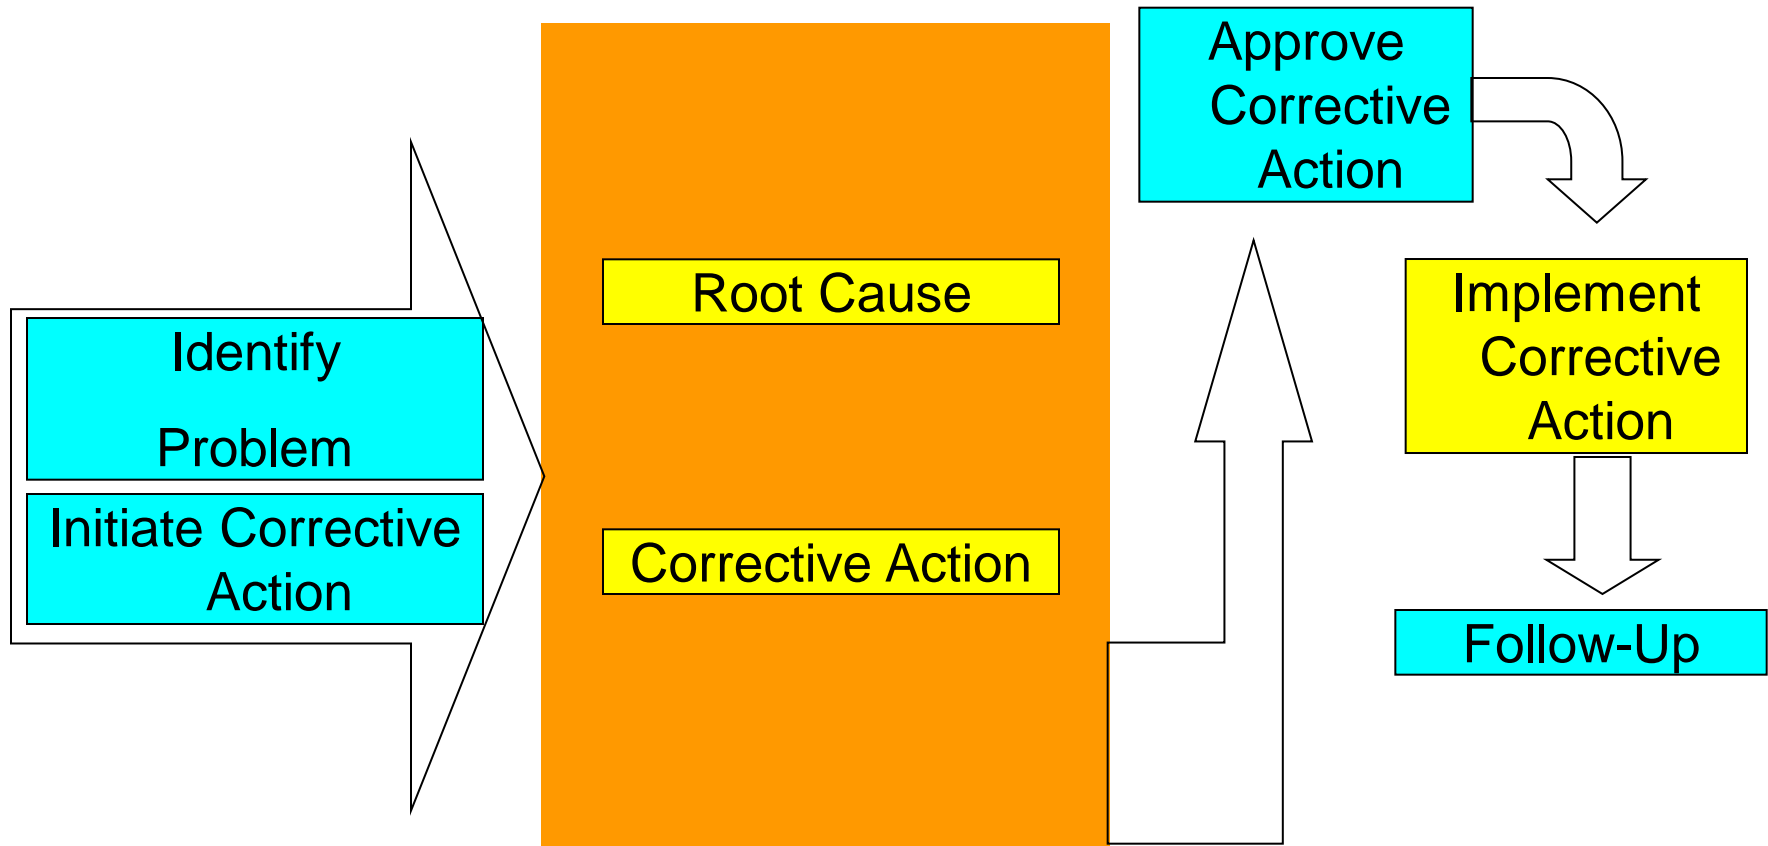 Identify
Problem
Initiate Corrective
Action
Root Cause
Corrective Action
Approve
Corrective
Action
Implement
Corrective
Action
Follow-Up